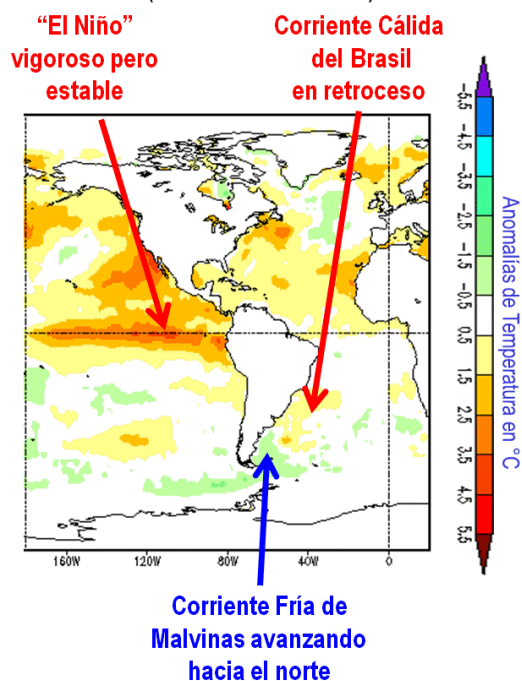 “El Niño”
vigoroso pero
estable
Corriente Cálida
del Brasil
en retroceso
-5,5
-4,5
-3,5
-2,5
-1,5
-0,5
0,5
1,5
2,5
3,5
4,5
5,5
Anomalías de Temperatura en °C
160W 120W 80W 40W 0
Corriente Fría de
Malvinas avanzando
hacia el norte